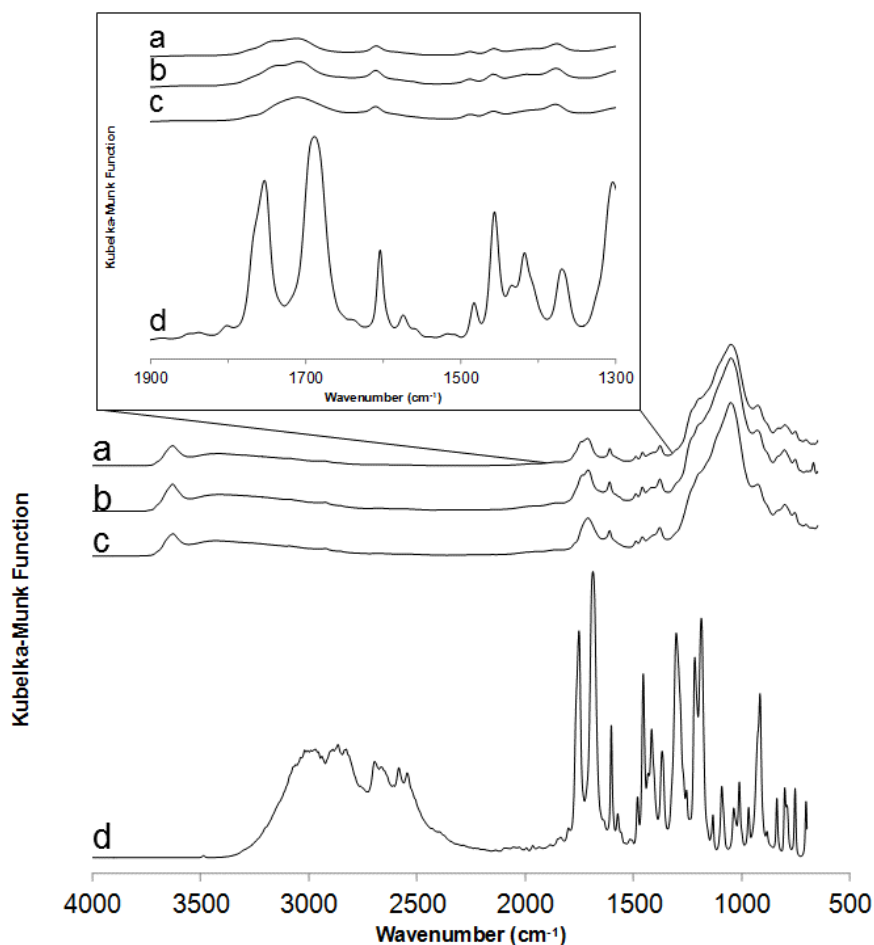 a
b
c
d
Kubelka-Munk Function
1900
1700
1500
1300
Wavenumber (cm-1)
a
b
c
d
Kubelka-Munk Function
4000
3500
3000
2500
2000
1500
1000
500
Wavenumber (cm-1)